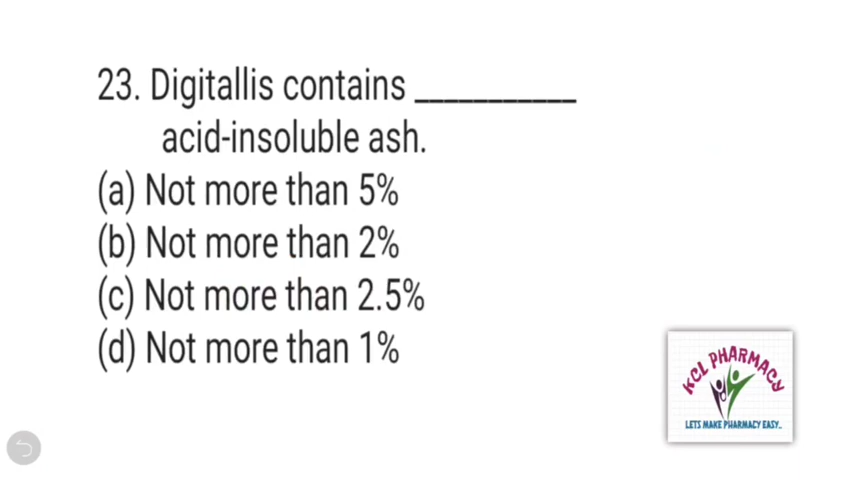 23. Digitallis contains ___________
acid-insoluble ash.
(a) Not more than 5%
(b) Not more than 2%
(c) Not more than 2.5%
(d) Not more than 1%
KCL PHARMACY
LETS MAKE PHARMACY EASY..